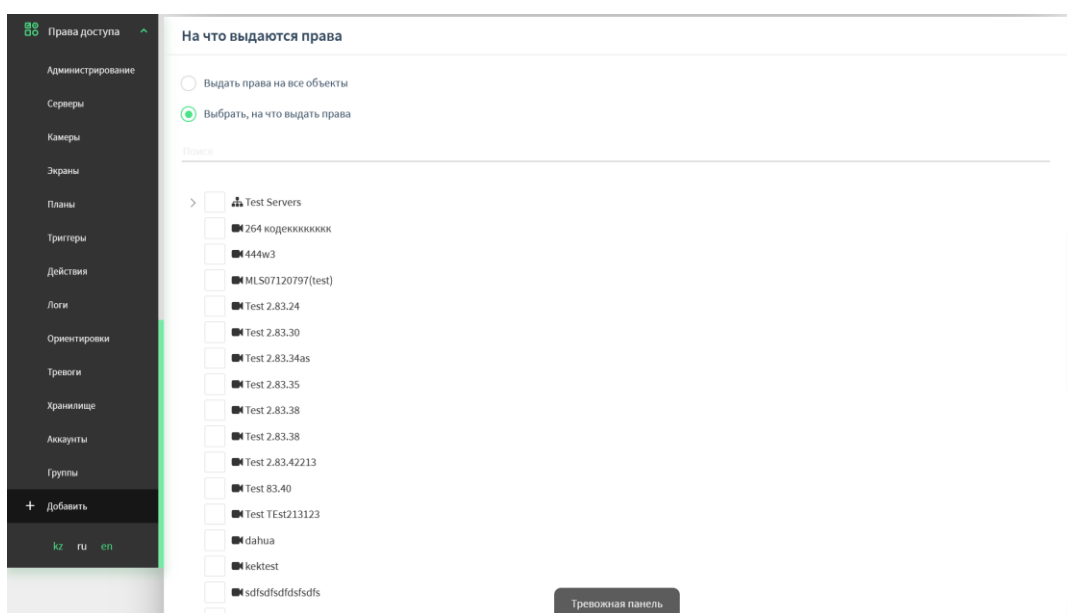 Права доступа
Администрирование
Серверы
Камеры
Экраны
Планы
Триггеры
Действия
Логи
Ориентировки
Тревоги
Хранилище
Аккаунты
Группы
+ Добавить
kz ru en
На что выдаются права
Выдать права на все объекты
Выбрать, на что выдать права
Поиск
Test Servers
264 кодекккккккк
444w3
MLS07120797(test)
Test 2.83.24
Test 2.83.30
Test 2.83.34as
Test 2.83.35
Test 2.83.38
Test 2.83.38
Test 2.83.42213
Test 83.40
Test TEst213123
dahua
kektest
sdfsdfsdfdsfsdfs
Тревожная панель